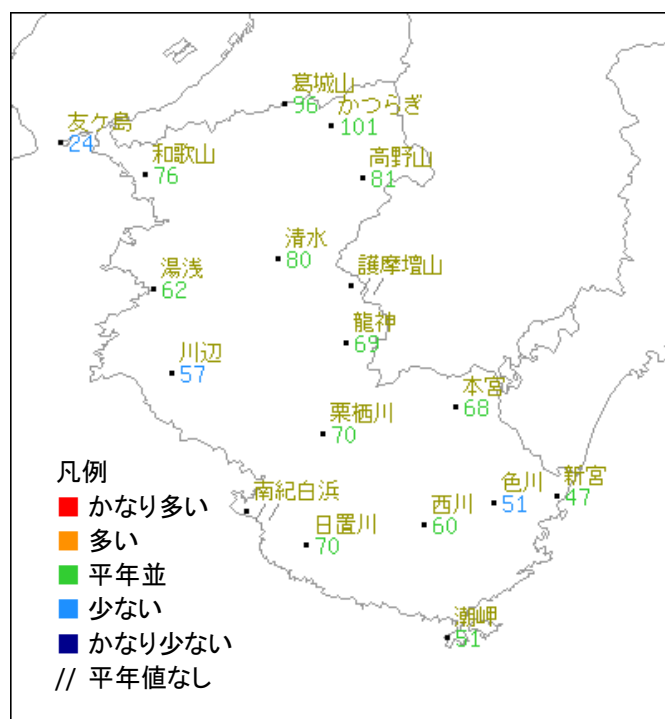 葛城山
96
かつらぎ
101
友ケ島
24
和歌山
76
高野山
81
清水
80
護摩壇山
//
湯浅
62
龍神
69
川辺
57
本宮
68
栗栖川
70
南紀白浜
//
日置川
70
西川
60
色川
51
新宮
47
潮岬
51
凡例
かなり多い
多い
平年並
少ない
かなり少ない
// 平年値なし